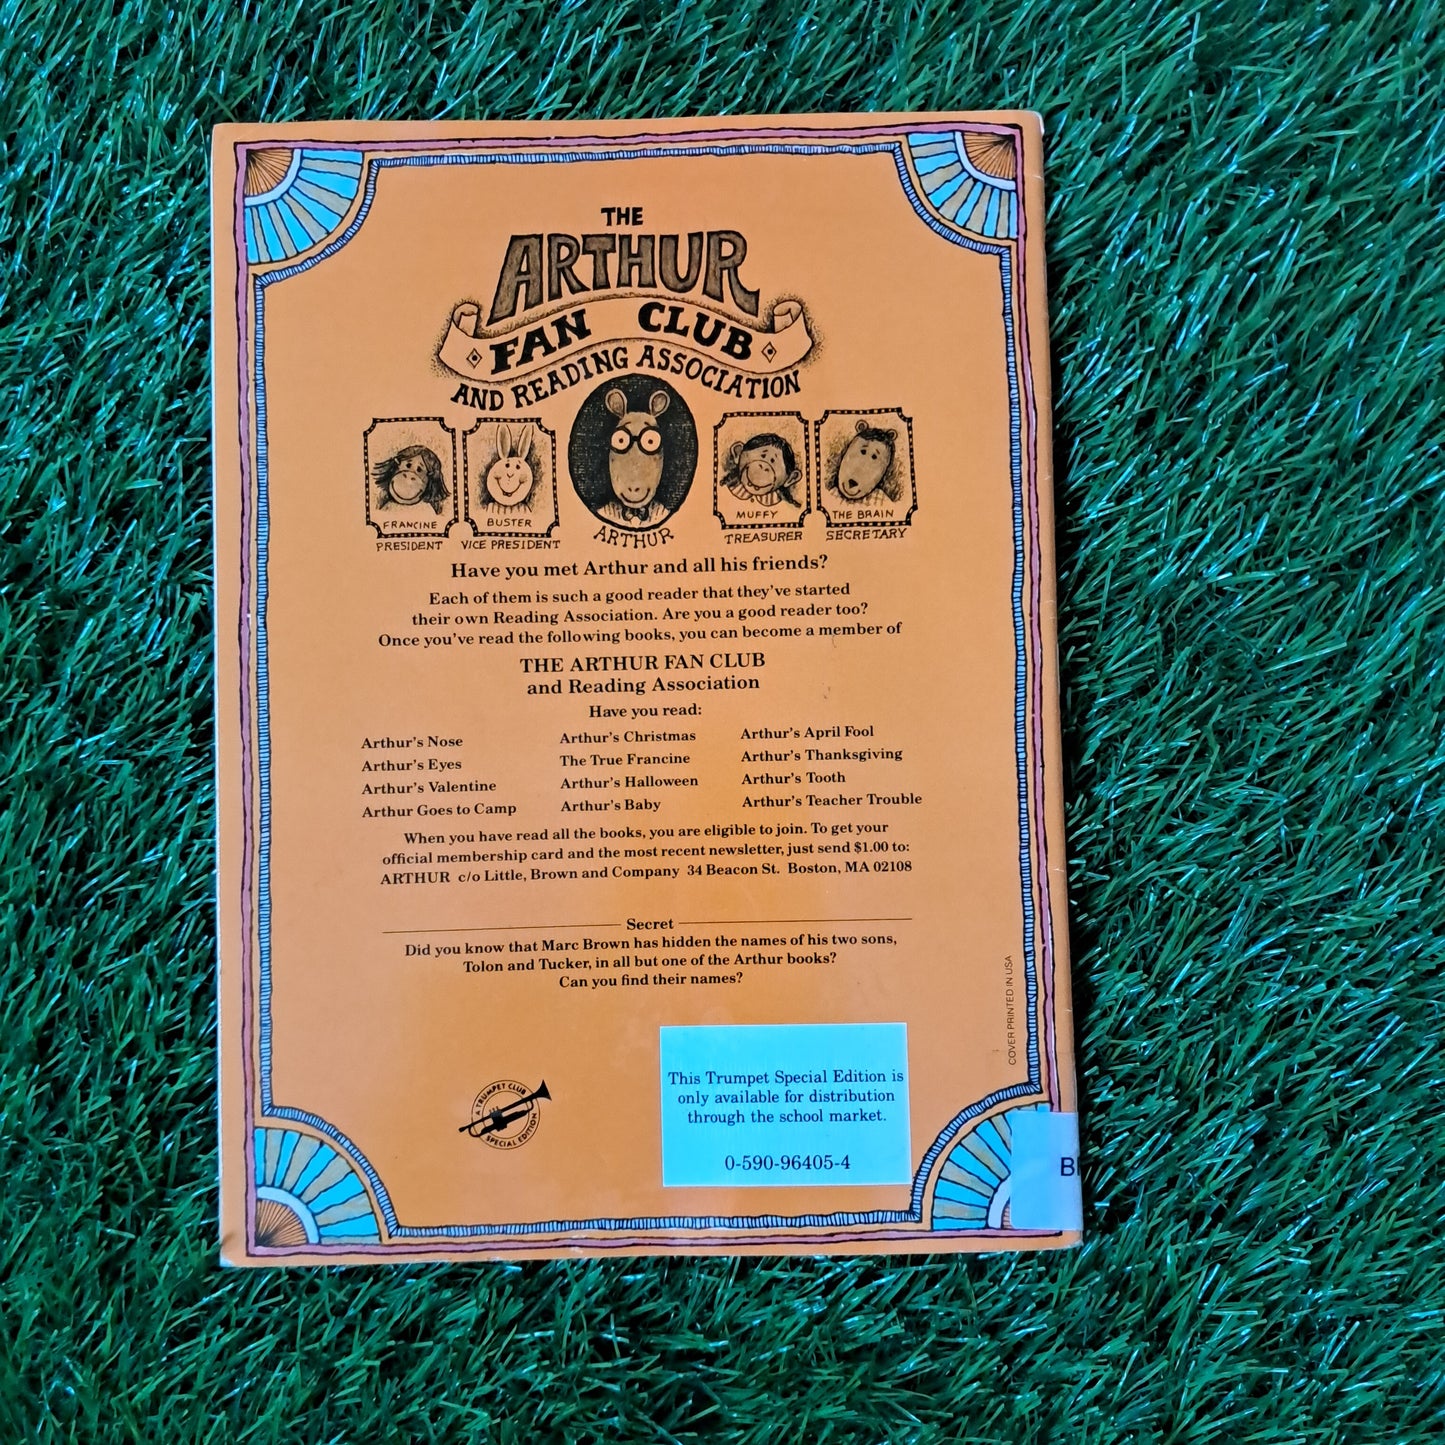 THE
ARTHUR
FAN CLUB
AND READING ASSOCIATION
FRANCINE
PRESIDENT
BUSTER
VICE PRESIDENT
ARTHUR
MUFFY
TREASURER
THE BRAIN
SECRETARY
Have you met Arthur and all his friends?
Each of them is such a good reader that they've started
their own Reading Association. Are you a good reader too?
Once you've read the following books, you can become a member of
THE ARTHUR FAN CLUB
and Reading Association
Have you read:
Arthur's Nose
Arthur's Eyes
Arthur's Valentine
Arthur Goes to Camp
Arthur's Christmas
The True Francine
Arthur's Halloween
Arthur's Baby
Arthur's April Fool
Arthur's Thanksgiving
Arthur's Tooth
Arthur's Teacher Trouble
When you have read all the books, you are eligible to join. To get your
official membership card and the most recent newsletter, just send $1.00 to:
ARTHUR c/o Little, Brown and Company 34 Beacon St. Boston, MA 02108
Secret
Did you know that Marc Brown has hidden the names of his two sons,
Tolon and Tucker, in all but one of the Arthur books?
Can you find their names?
COVER PRINTED IN USA
A TRUMPET CLUB
SPECIAL EDITION
This Trumpet Special Edition is
only available for distribution
through the school market.
0-590-96405-4